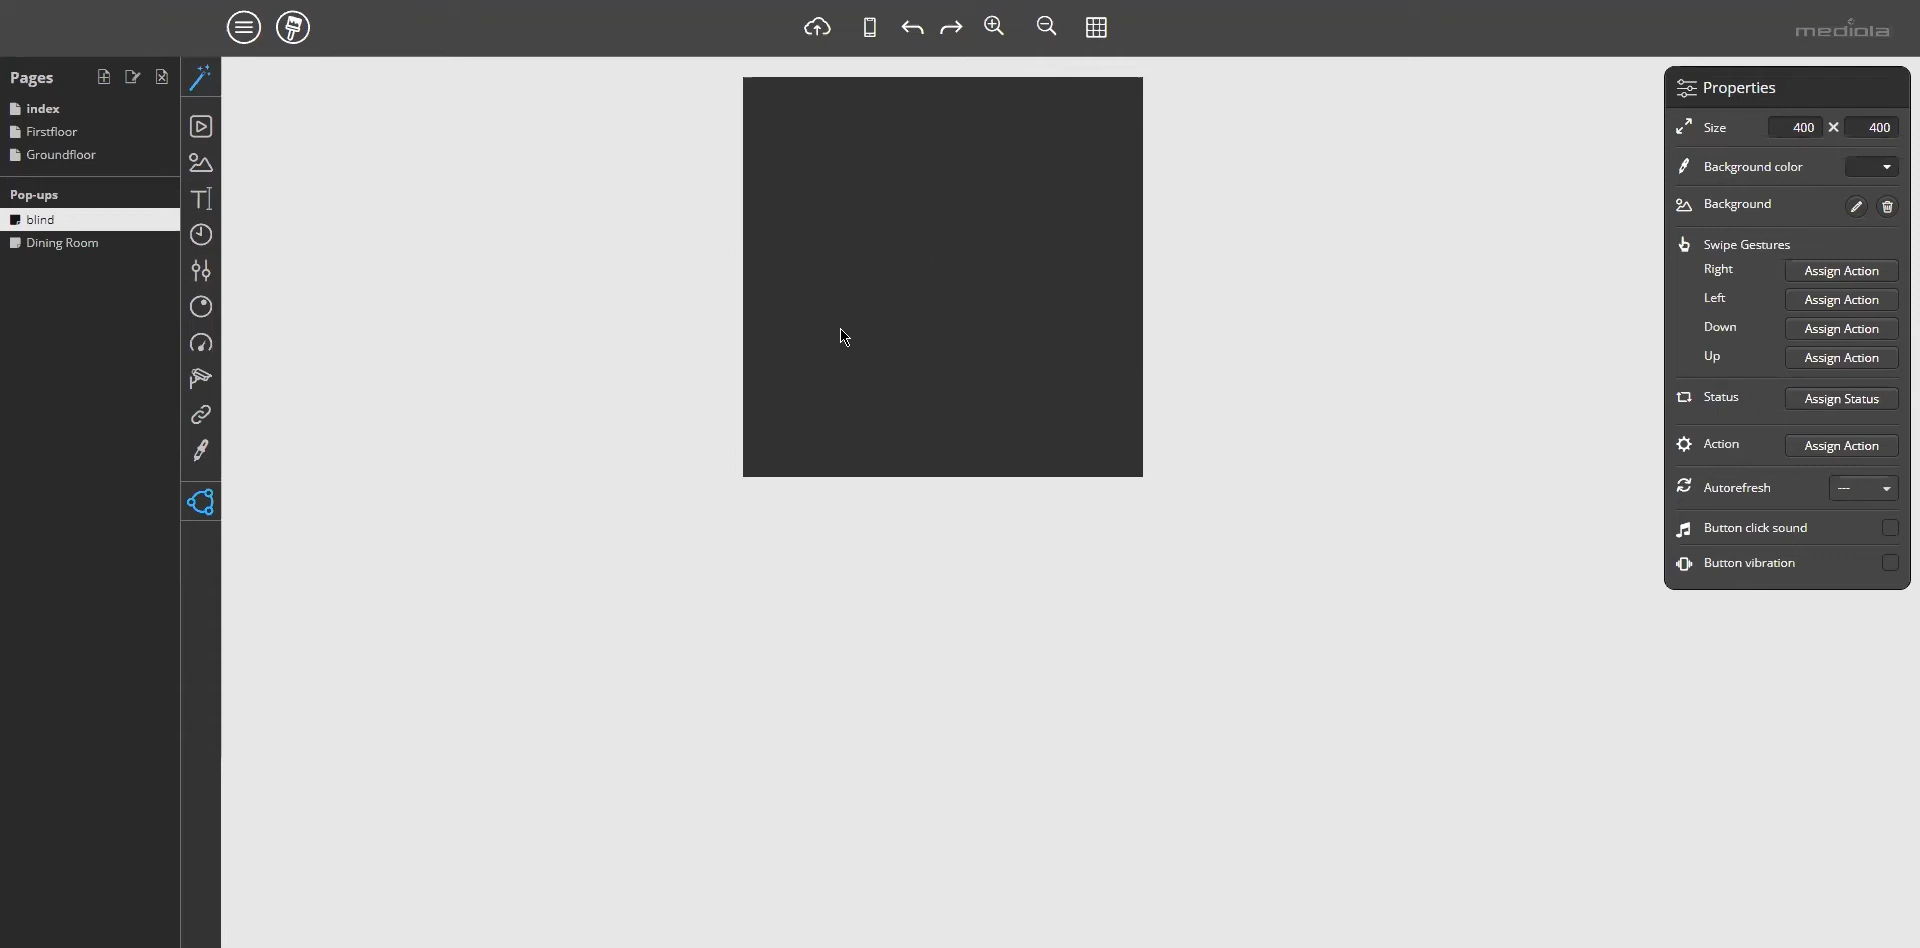 mediola
Pages
index
Firstfloor
Groundfloor
Pop-ups
blind
Dining Room
Properties
Size 400 X 400
Background color
Background
Swipe Gestures
Right Assign Action
Left Assign Action
Down Assign Action
Up Assign Action
Status Assign Status
Action Assign Action
Autorefresh ---
Button click sound
Button vibration